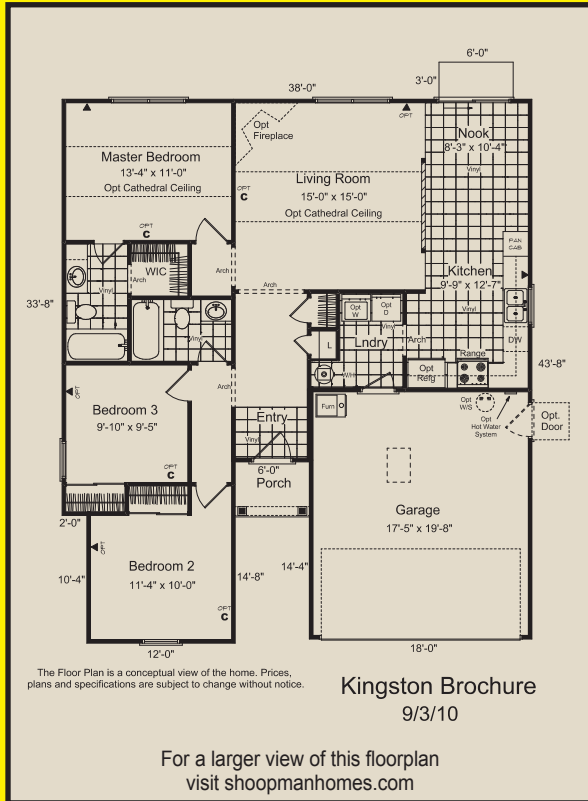 6'-0"
3'-0"
38'-0"
OPT
Opt
Fireplace
Nook
8'-3" x 10'-4"
Vinyl
Master Bedroom
13'-4" x 11'-0"
Opt Cathedral Ceiling
Living Room
15'-0" x 15'-0"
Opt Cathedral Ceiling
OPT
C
OPT
C
PAN
CAB
WIC
Arch
Arch
Arch
Vinyl
Kitchen
9'-9" x 12'-7"
Vinyl
33'-8"
Opt
W
Opt
D
Vinyl
Vinyl
Lndry
Arch
DW
L
W/H
Opt
Refg
Range
43'-8"
Bedroom 3
9'-10" x 9'-5"
OPT
OPT
C
Arch
Entry
Vinyl
Furn
Opt
W/S
Opt
Hot Water
System
Opt.
Door
6'-0"
Porch
Garage
17'-5" x 19'-8"
2'-0"
OPT
10'-4"
Bedroom 2
11'-4" x 10'-0"
OPT
C
14'-8"
14'-4"
12'-0"
18'-0"
The Floor Plan is a conceptual view of the home. Prices,
plans and specifications are subject to change without notice.
Kingston Brochure
9/3/10
For a larger view of this floorplan
visit shoopmanhomes.com